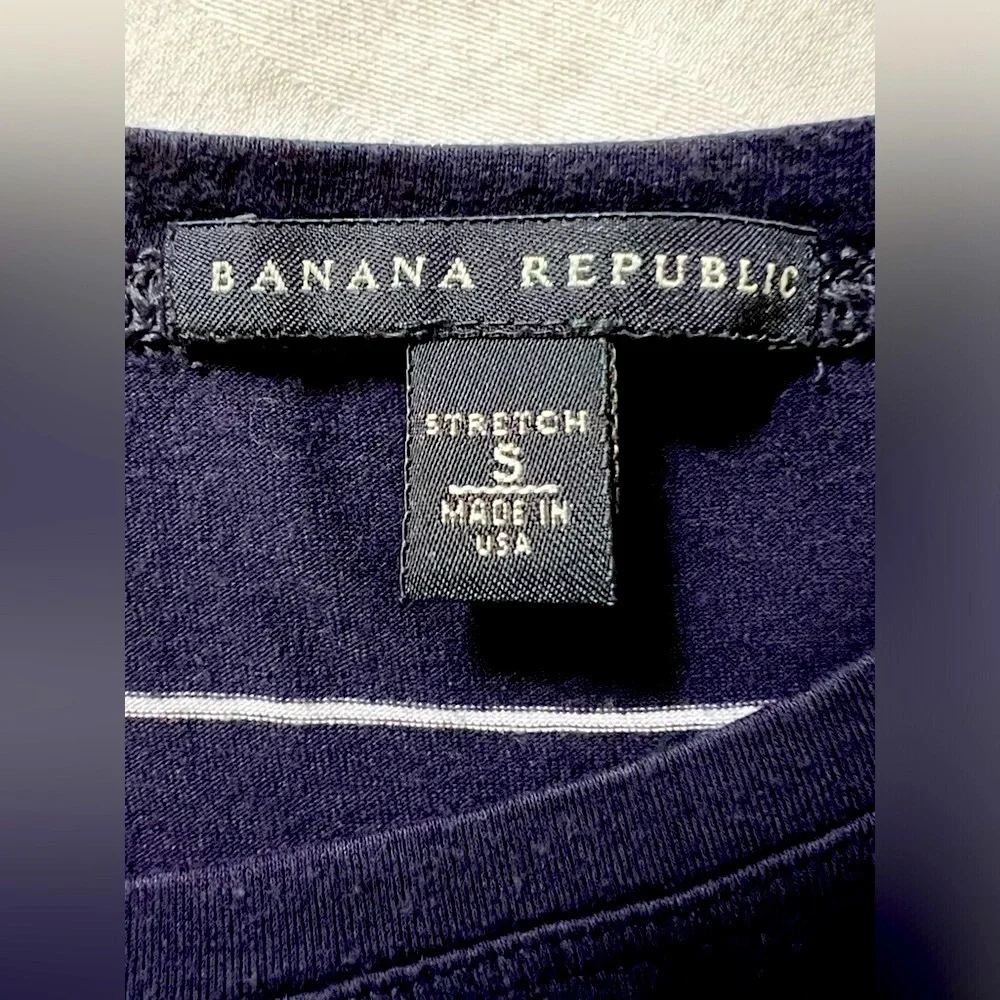 BANANA REPUBLIC
STRETCH
S
MADE IN
USA